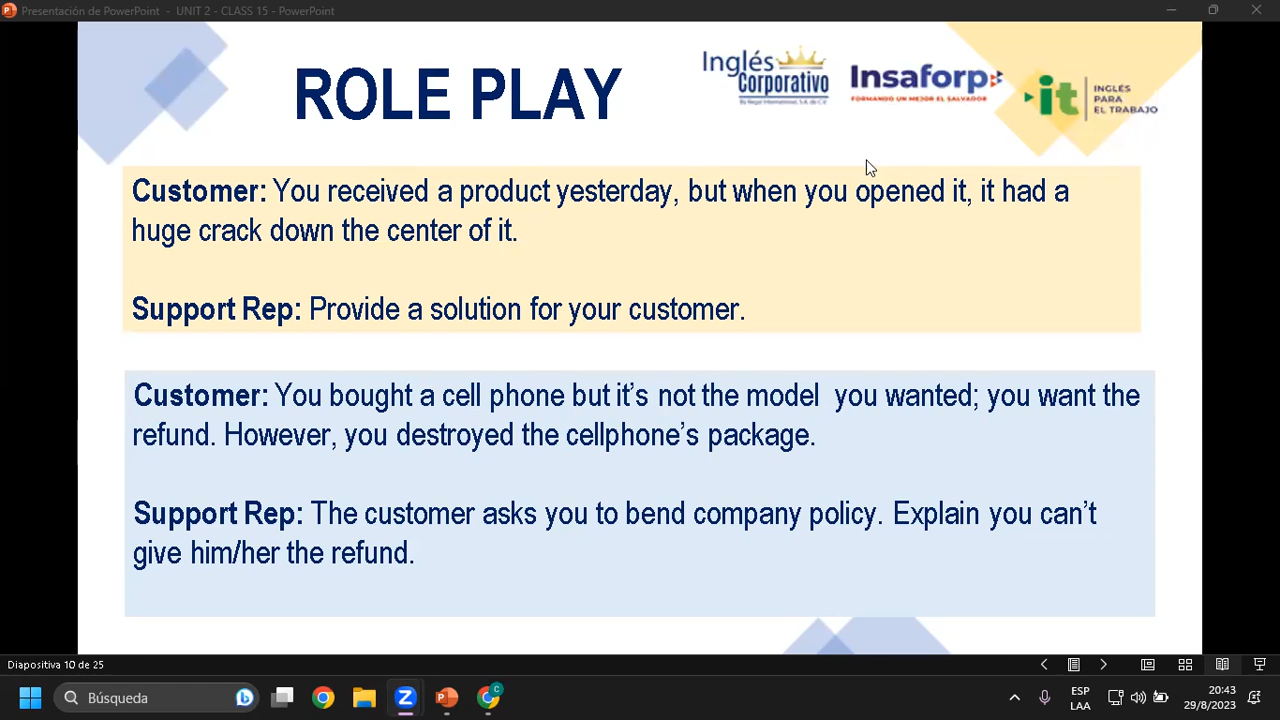 Presentación de PowerPoint - UNIT 2 - CLASS 15 - PowerPoint
ROLE PLAY
Inglés
Corporativo
Insaforp
FORMANDO UN MEJOR EL SALVADOR
it
INGLÉS
PARA
EL TRABAJO
Customer: You received a product yesterday, but when you opened it, it had a
huge crack down the center of it.
Support Rep: Provide a solution for your customer.
Customer: You bought a cell phone but it's not the model you wanted; you want the
refund. However, you destroyed the cellphone's package.
Support Rep: The customer asks you to bend company policy. Explain you can't
give him/her the refund.
Diapositiva 10 de 25
Búsqueda
C
ESP
LAA
20:43
29/8/2023